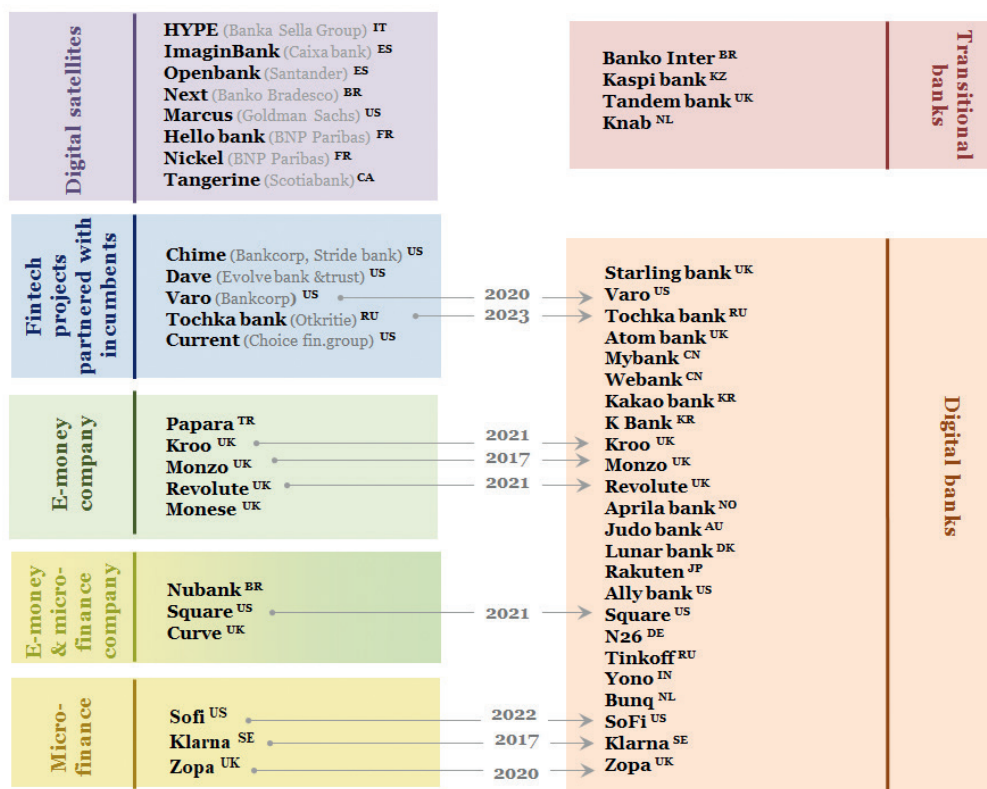 Digital satellites
HYPE (Banka Sella Group) IT
ImaginBank (Caixa bank) ES
Openbank (Santander) ES
Next (Banko Bradesco) BR
Marcus (Goldman Sachs) US
Hello bank (BNP Paribas) FR
Nickel (BNP Paribas) FR
Tangerine (Scotiabank) CA
Banko Inter BR
Kaspi bank KZ
Tandem bank UK
Knab NL
Transitional
banks
Fintech
projects
partnered with
incumbents
Chime (Bankcorp, Stride bank) US
Dave (Evolve bank &trust) US
Varo (Bankcorp) US
Tochka bank (Otkritie) RU
Current (Choice fin.group) US
2020
2023
E-money
company
Papara TR
Kroo UK
Monzo UK
Revolute UK
Monese UK
2021
2017
2021
E-money
& micro-
finance
company
Nubank BR
Square US
Curve UK
2021
Micro-
finance
Sofi US
Klarna SE
Zopa UK
2022
2017
2020
Starling bank UK
Varo US
Tochka bank RU
Atom bank UK
Mybank CN
Webank CN
Kakao bank KR
K Bank KR
Kroo UK
Monzo UK
Revolute UK
Aprila bank NO
Judo bank AU
Lunar bank DK
Rakuten JP
Ally bank US
Square US
N26 DE
Tinkoff RU
Yono IN
Bunq NL
SoFi US
Klarna SE
Zopa UK
Digital banks